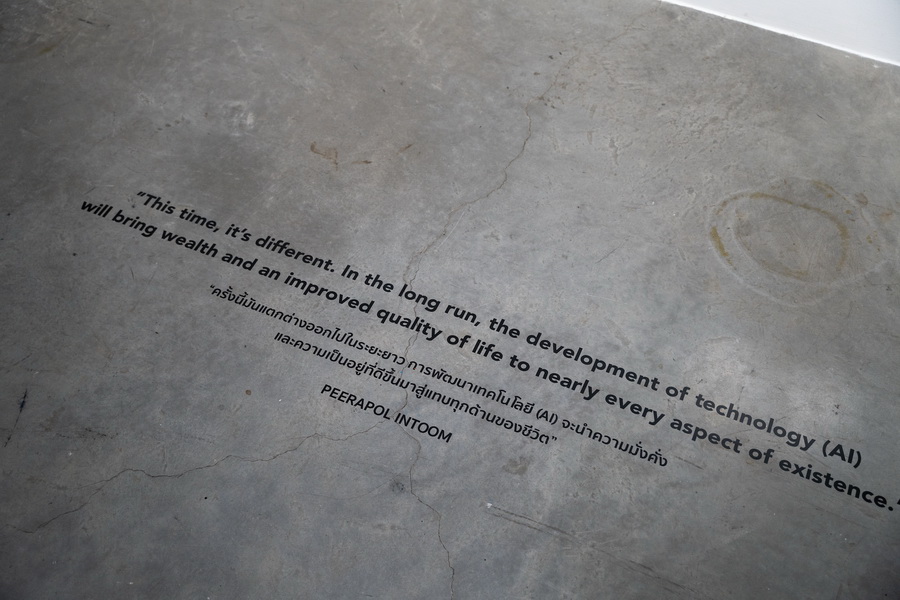 “This time, it’s different. In the long run, the development of technology (AI)
will bring wealth and an improved quality of life to nearly every aspect of existence.”
“ครั้งนี้มันแตกต่างออกไปในระยะยาว การพัฒนาเทคโนโลยี (AI) จะนำความมั่งคั่ง
และความเป็นอยู่ที่ดีขึ้นมาสู่แทบทุกด้านของชีวิต”
PEERAPOL INTOOM